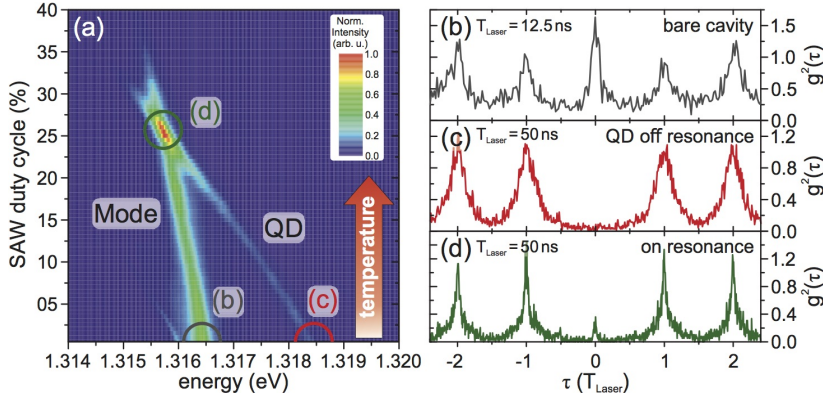 (a)
Norm.
Intensity
(arb. u.)
1.0
0.8
0.6
0.4
0.2
0.0
40
35
30
25
20
15
10
05
SAW duty cycle (%)
(d)
Mode
QD
(b)
(c)
temperature
1.314 1.315 1.316 1.317 1.318 1.319 1.320
energy (eV)
(b) T_Laser = 12.5 ns bare cavity
1.5
1.0
0.5
0.0
g²(τ)
(c) T_Laser = 50 ns QD off resonance
1.2
0.8
0.4
0.0
g²(τ)
(d) T_Laser = 50 ns on resonance
1.2
0.8
0.4
0.0
g²(τ)
-2 -1 0 1 2
τ (T_Laser)